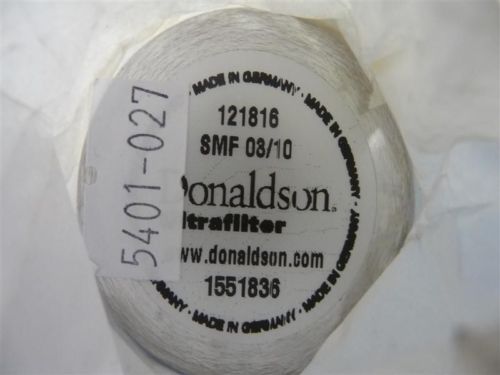 MADE IN GERMANY · MADE IN GERMANY · MADE IN GERMANY · MADE IN GERMANY
121816
SMF 03/10
Donaldson.
ltrafilter
www.donaldson.com
1551836
5401-027